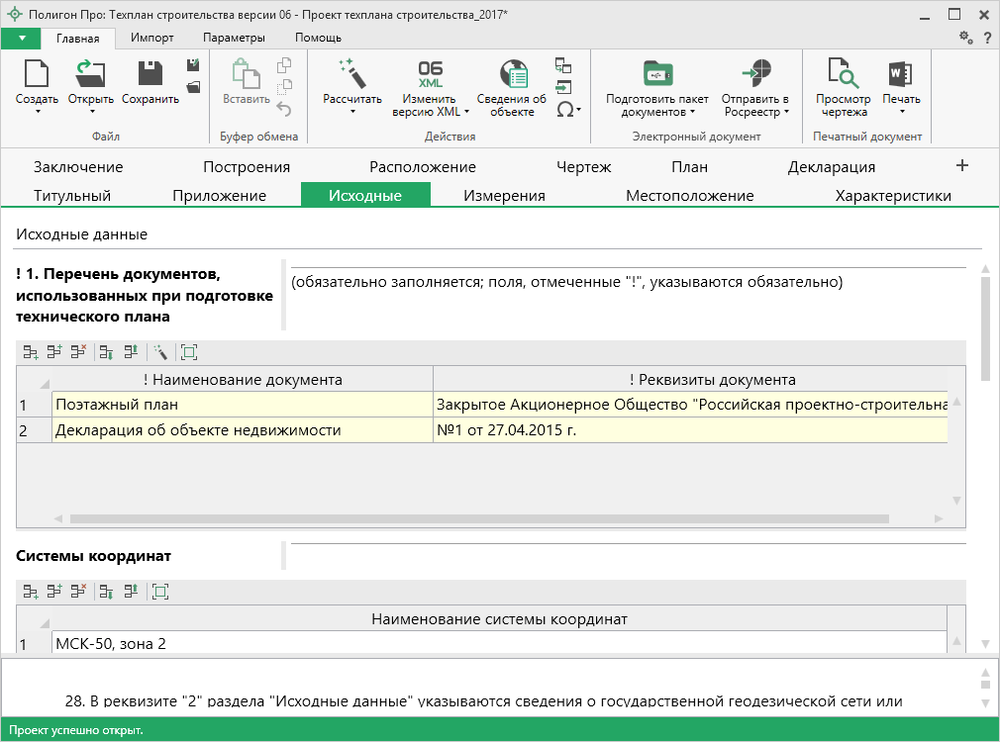 Полигон Про: Техплан строительства версии 06 - Проект техплана строительства_2017*
Главная Импорт Параметры Помощь ?
Создать Открыть Сохранить Вставить Рассчитать 06 XML Изменить версию XML Сведения об объекте Ω Подготовить пакет документов Отправить в Росреестр Просмотр чертежа W Печать
Файл Буфер обмена Действия Электронный документ Печатный документ
Заключение Построения Расположение Чертеж План Декларация +
Титульный Приложение Исходные Измерения Местоположение Характеристики
Исходные данные
! 1. Перечень документов,
использованных при подготовке
технического плана
(обязательно заполняется; поля, отмеченные "!", указываются обязательно)
! Наименование документа ! Реквизиты документа
1 Поэтажный план Закрытое Акционерное Общество "Российская проектно-строительна
2 Декларация об объекте недвижимости №1 от 27.04.2015 г.
Системы координат
Наименование системы координат
1 МСК-50, зона 2
28. В реквизите "2" раздела "Исходные данные" указываются сведения о государственной геодезической сети или
Проект успешно открыт.